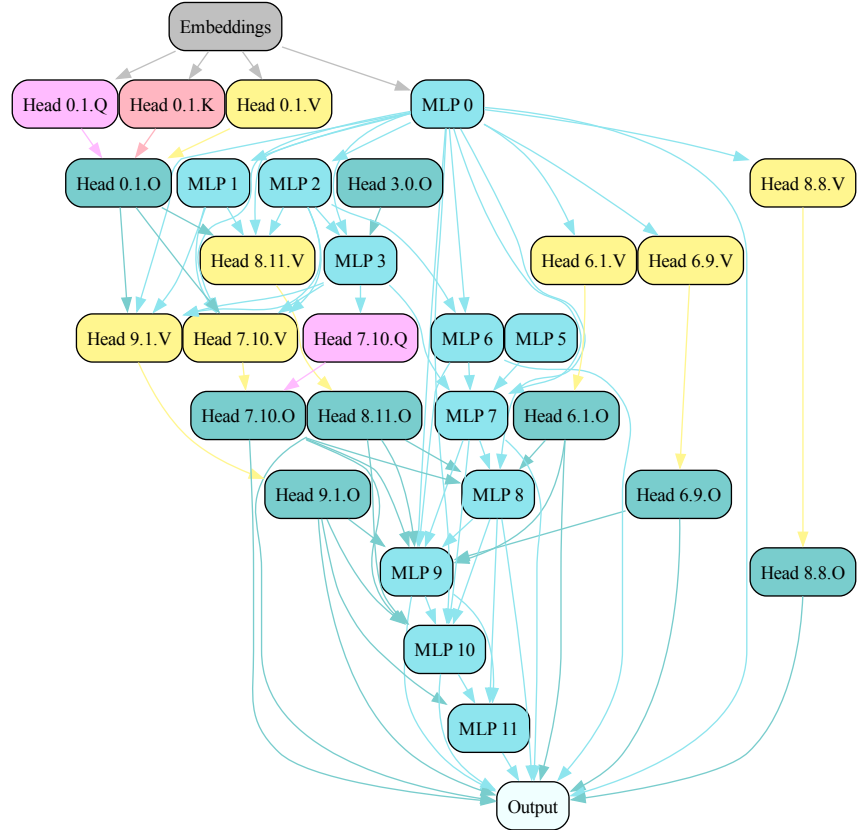 Embeddings
Head 0.1.Q
Head 0.1.K
Head 0.1.V
MLP 0
Head 0.1.O
MLP 1
MLP 2
Head 3.0.O
Head 8.8.V
Head 8.11.V
MLP 3
Head 6.1.V
Head 6.9.V
Head 9.1.V
Head 7.10.V
Head 7.10.Q
MLP 6
MLP 5
Head 7.10.O
Head 8.11.O
MLP 7
Head 6.1.O
Head 9.1.O
MLP 8
Head 6.9.O
MLP 9
Head 8.8.O
MLP 10
MLP 11
Output